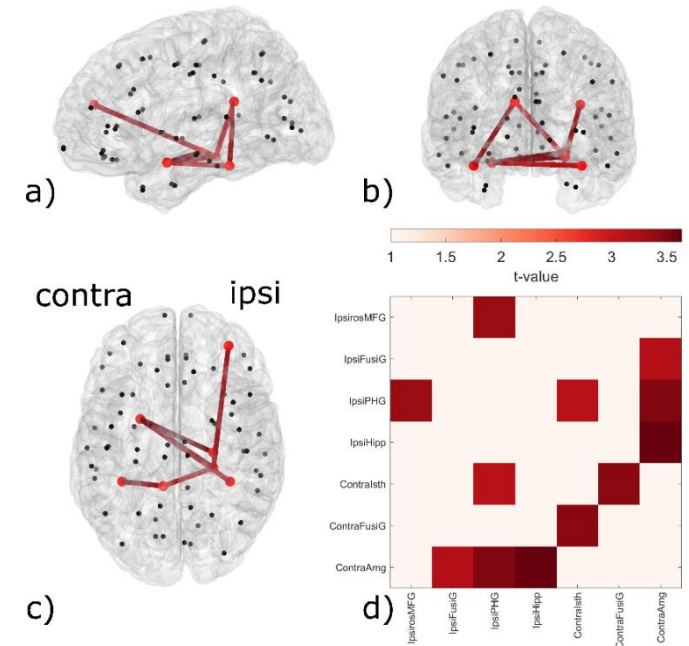 a)
b)
1 1.5 2 2.5 3 3.5
t-value
contra ipsi
c)
IpsirosMFG
IpsiFusiG
IpsiPHG
IpsiHipp
ContraIsth
ContraFusiG
ContraAmg
d)
IpsirosMFG
IpsiFusiG
IpsiPHG
IpsiHipp
ContraIsth
ContraFusiG
ContraAmg